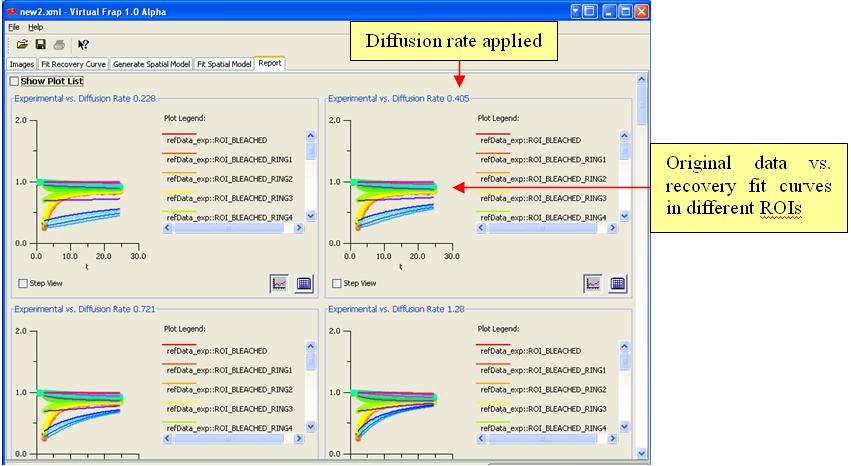 new2.xml - Virtual Frap 1.0 Alpha
File Help
Images Fit Recovery Curve Generate Spatial Model Fit Spatial Model Report
Diffusion rate applied
Show Plot List
Experimental vs. Diffusion Rate 0.228
2.0
1.0
0.0
0.0 10.0 20.0 30.0
t
Plot Legend:
refData_exp::ROI_BLEACHED
refData_exp::ROI_BLEACHED_RING1
refData_exp::ROI_BLEACHED_RING2
refData_exp::ROI_BLEACHED_RING3
refData_exp::ROI_BLEACHED_RING4
Step View
Experimental vs. Diffusion Rate 0.405
2.0
1.0
0.0
0.0 10.0 20.0 30.0
t
Plot Legend:
refData_exp::ROI_BLEACHED
refData_exp::ROI_BLEACHED_RING1
refData_exp::ROI_BLEACHED_RING2
refData_exp::ROI_BLEACHED_RING3
refData_exp::ROI_BLEACHED_RING4
Step View
Original data vs.
recovery fit curves
in different ROIs
Experimental vs. Diffusion Rate 0.721
2.0
1.0
0.0
Plot Legend:
refData_exp::ROI_BLEACHED
refData_exp::ROI_BLEACHED_RING1
refData_exp::ROI_BLEACHED_RING2
refData_exp::ROI_BLEACHED_RING3
refData_exp::ROI_BLEACHED_RING4
Experimental vs. Diffusion Rate 1.28
2.0
1.0
0.0
Plot Legend:
refData_exp::ROI_BLEACHED
refData_exp::ROI_BLEACHED_RING1
refData_exp::ROI_BLEACHED_RING2
refData_exp::ROI_BLEACHED_RING3
refData_exp::ROI_BLEACHED_RING4